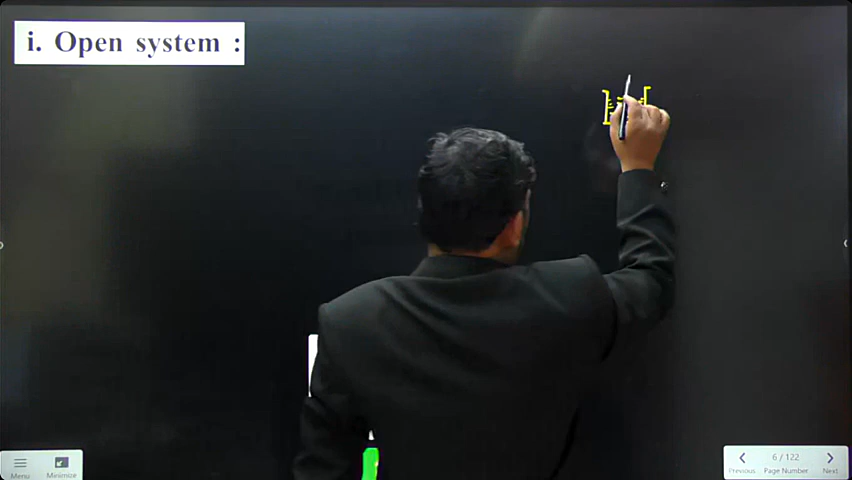 i. Open system :
Menu
Minimize
Previous
6 / 122
Page Number
Next